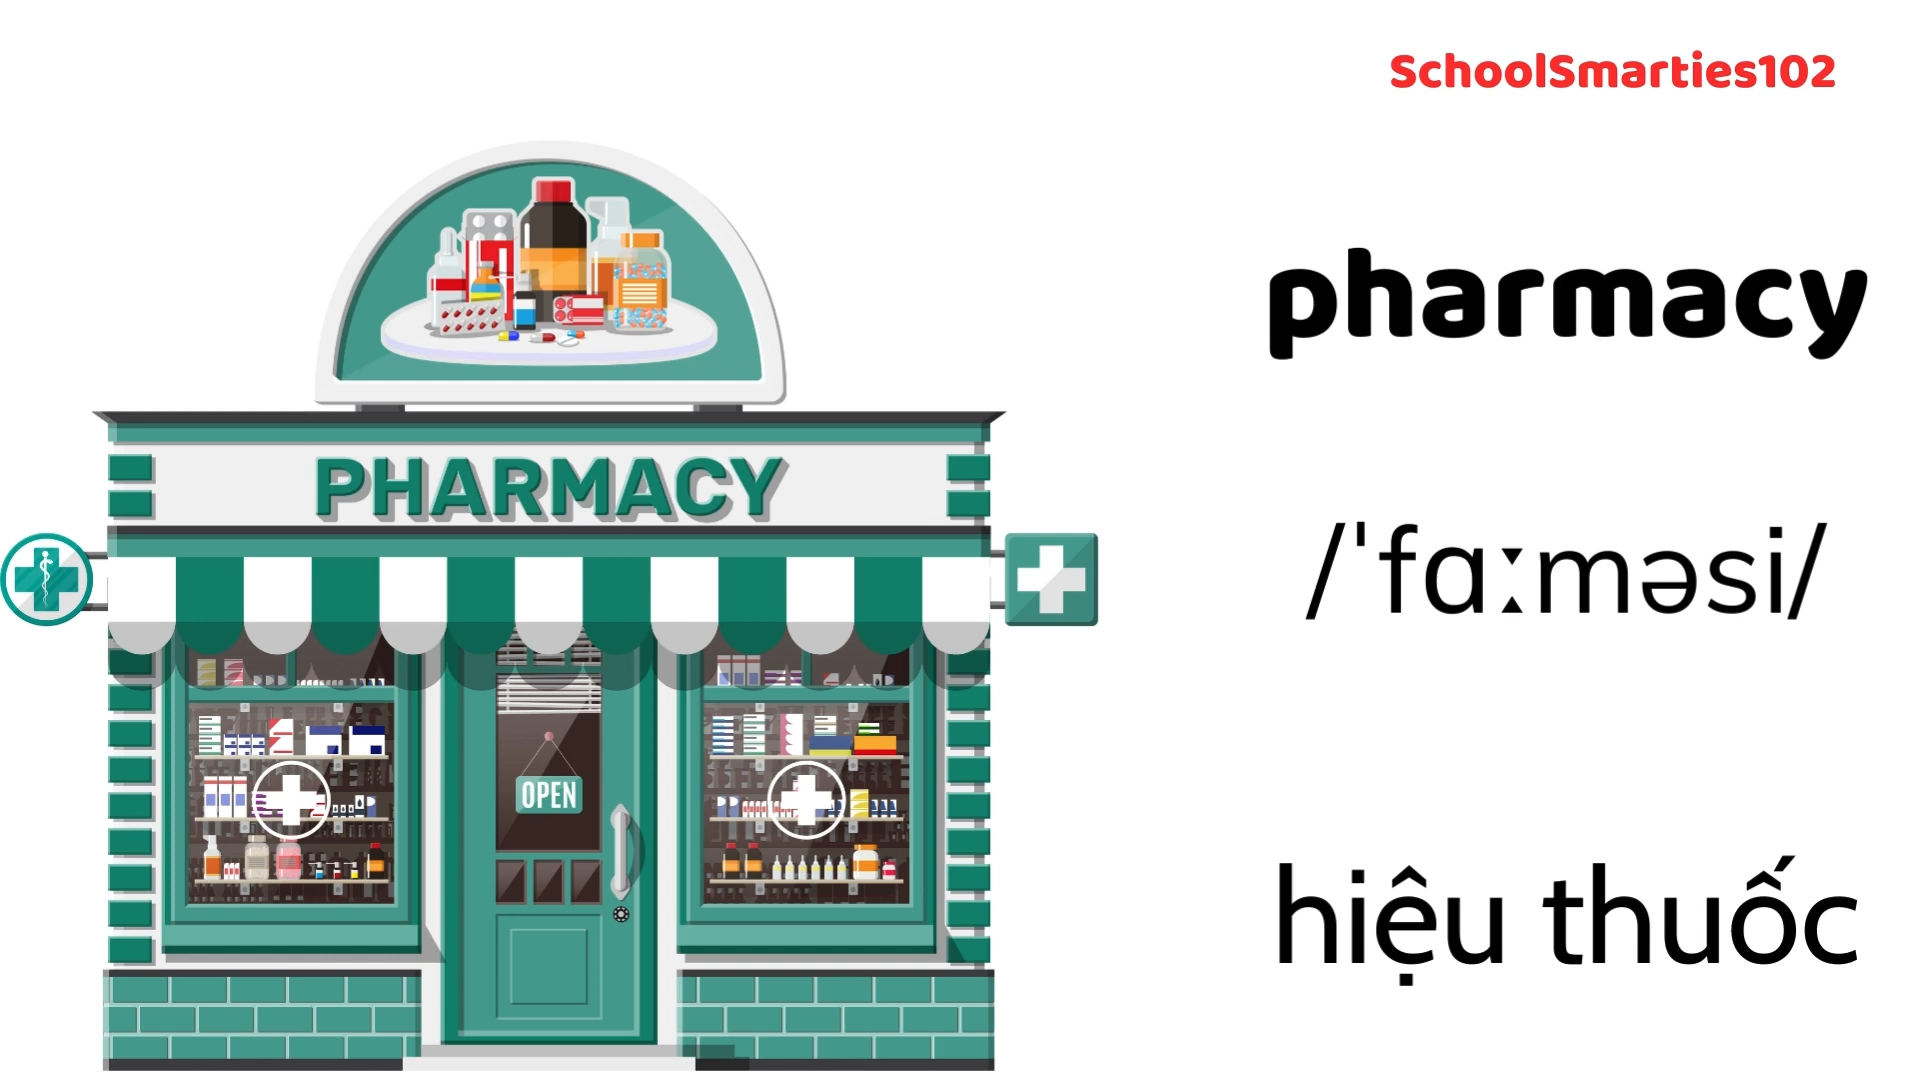 SchoolSmarties102
pharmacy
PHARMACY
/ˈfɑːməsi/
OPEN
hiệu thuốc